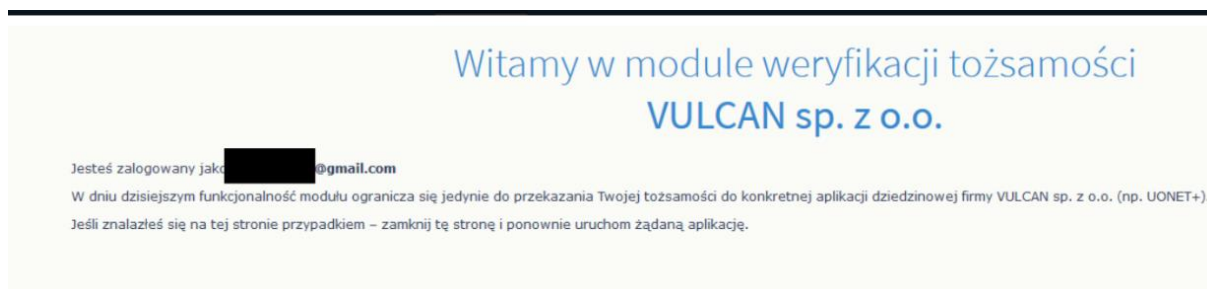 Witamy w module weryfikacji tożsamości
VULCAN sp. z o.o.
Jesteś zalogowany jako @gmail.com
W dniu dzisiejszym funkcjonalność modułu ogranicza się jedynie do przekazania Twojej tożsamości do konkretnej aplikacji dziedzinowej firmy VULCAN sp. z o.o. (np. UONET+)
Jeśli znalazłeś się na tej stronie przypadkiem – zamknij tę stronę i ponownie uruchom żądaną aplikację.